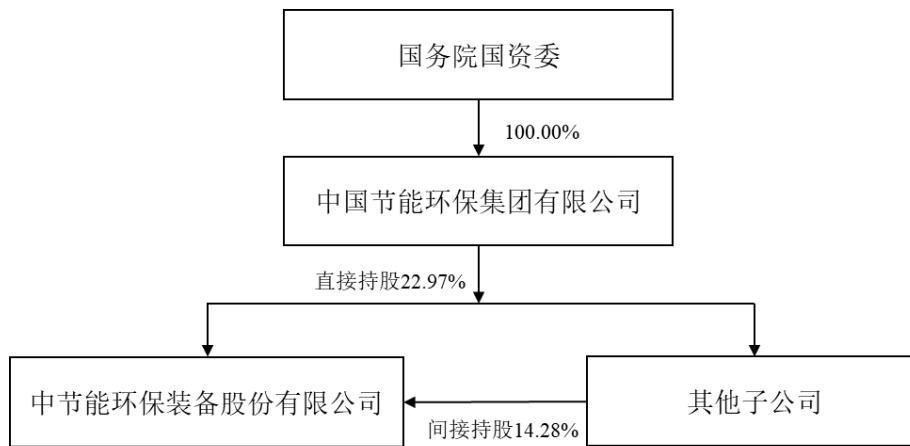 国务院国资委
100.00%
中国节能环保集团有限公司
直接持股22.97%
中节能环保装备股份有限公司
其他子公司
间接持股14.28%